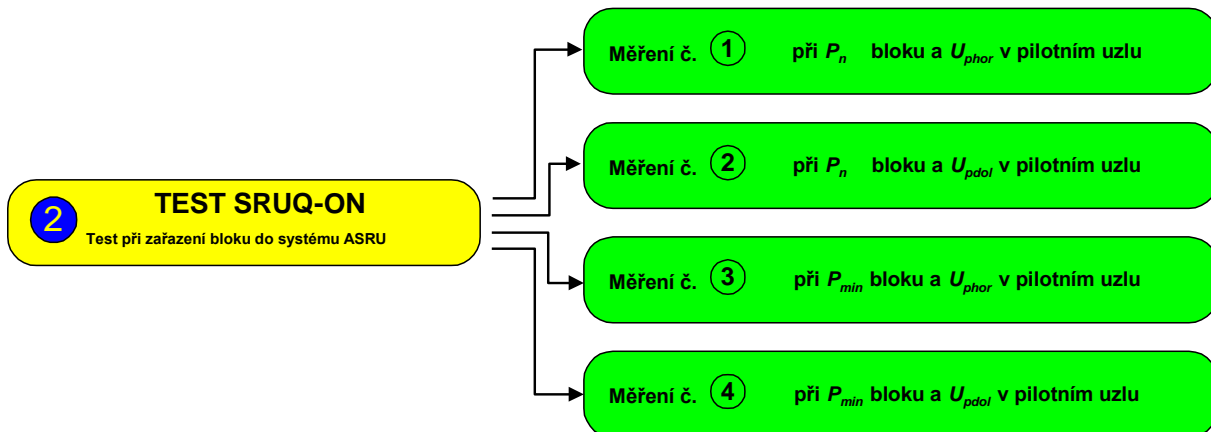 Měření č. 1 při Pn bloku a Uphor v pilotním uzlu
Měření č. 2 při Pn bloku a Updol v pilotním uzlu
2 TEST SRUQ-ON
Test při zařazení bloku do systému ASRU
Měření č. 3 při Pmin bloku a Uphor v pilotním uzlu
Měření č. 4 při Pmin bloku a Updol v pilotním uzlu